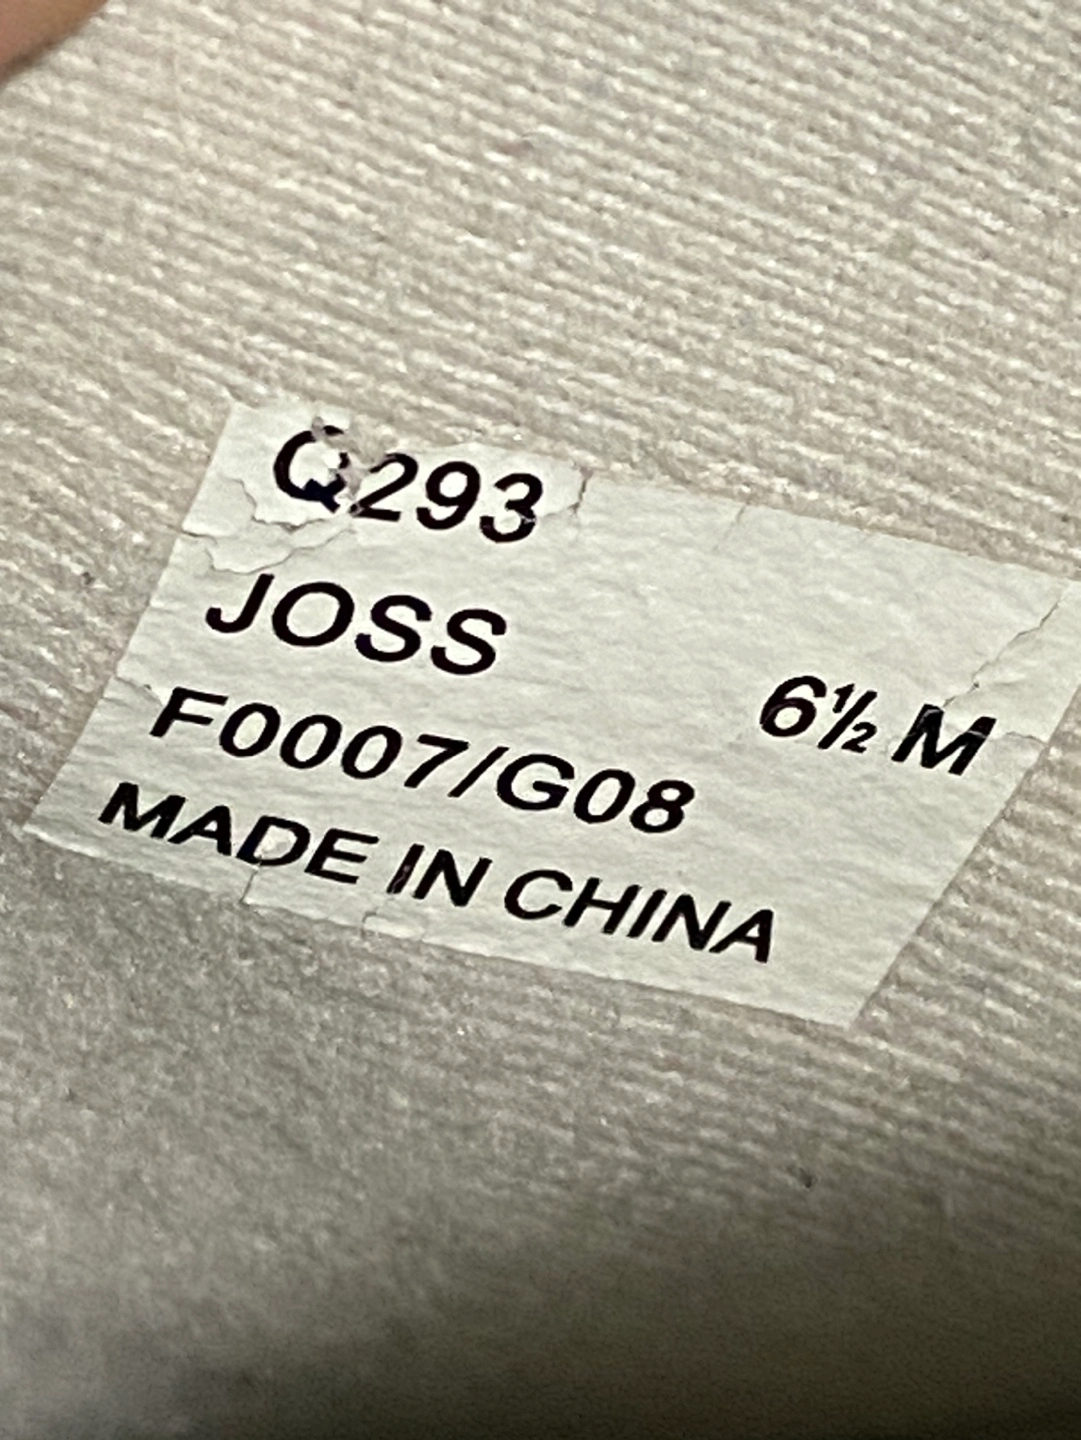 Q293
JOSS
6½ M
F0007/G08
MADE IN CHINA